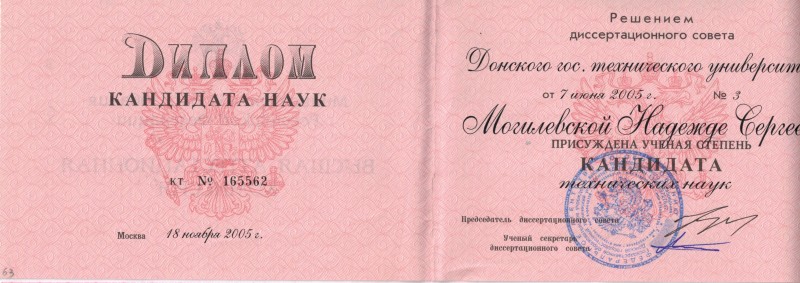 ДИПЛОМ
КАНДИДАТА НАУК
КТ № 165562
Москва 18 ноября 2005 г.
63
Решением
диссертационного совета
Донского гос. технического университ
от 7 июня 2005 г. № 3
Могилевской Надежде Сергее
ПРИСУЖДЕНА УЧЕНАЯ СТЕПЕНЬ
КАНДИДАТА
технических наук
Председатель диссертационного совета
Ученый секретарь
диссертационного совета